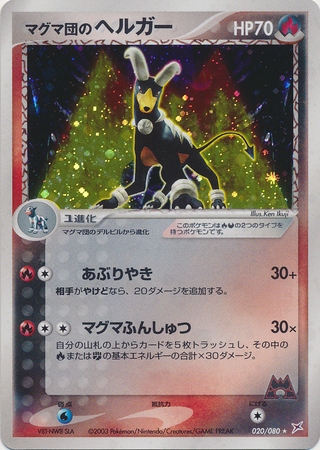 マグマ団のヘルガー HP70
Illus. Ken Ikuji
1進化
マグマ団のデルビルから進化
このポケモンは の2つのタイプを
持つポケモンです。
あぶりやき 30+
相手がやけどなら、20ダメージを追加する。
マグマふんしゅつ 30×
自分の山札の上からカードを5枚トラッシュし、その中の
または の基本エネルギーの合計×30ダメージ。
弱点 抵抗力 にげる
©2003 Pokémon/Nintendo/Creatures/GAME FREAK
020/080 ★